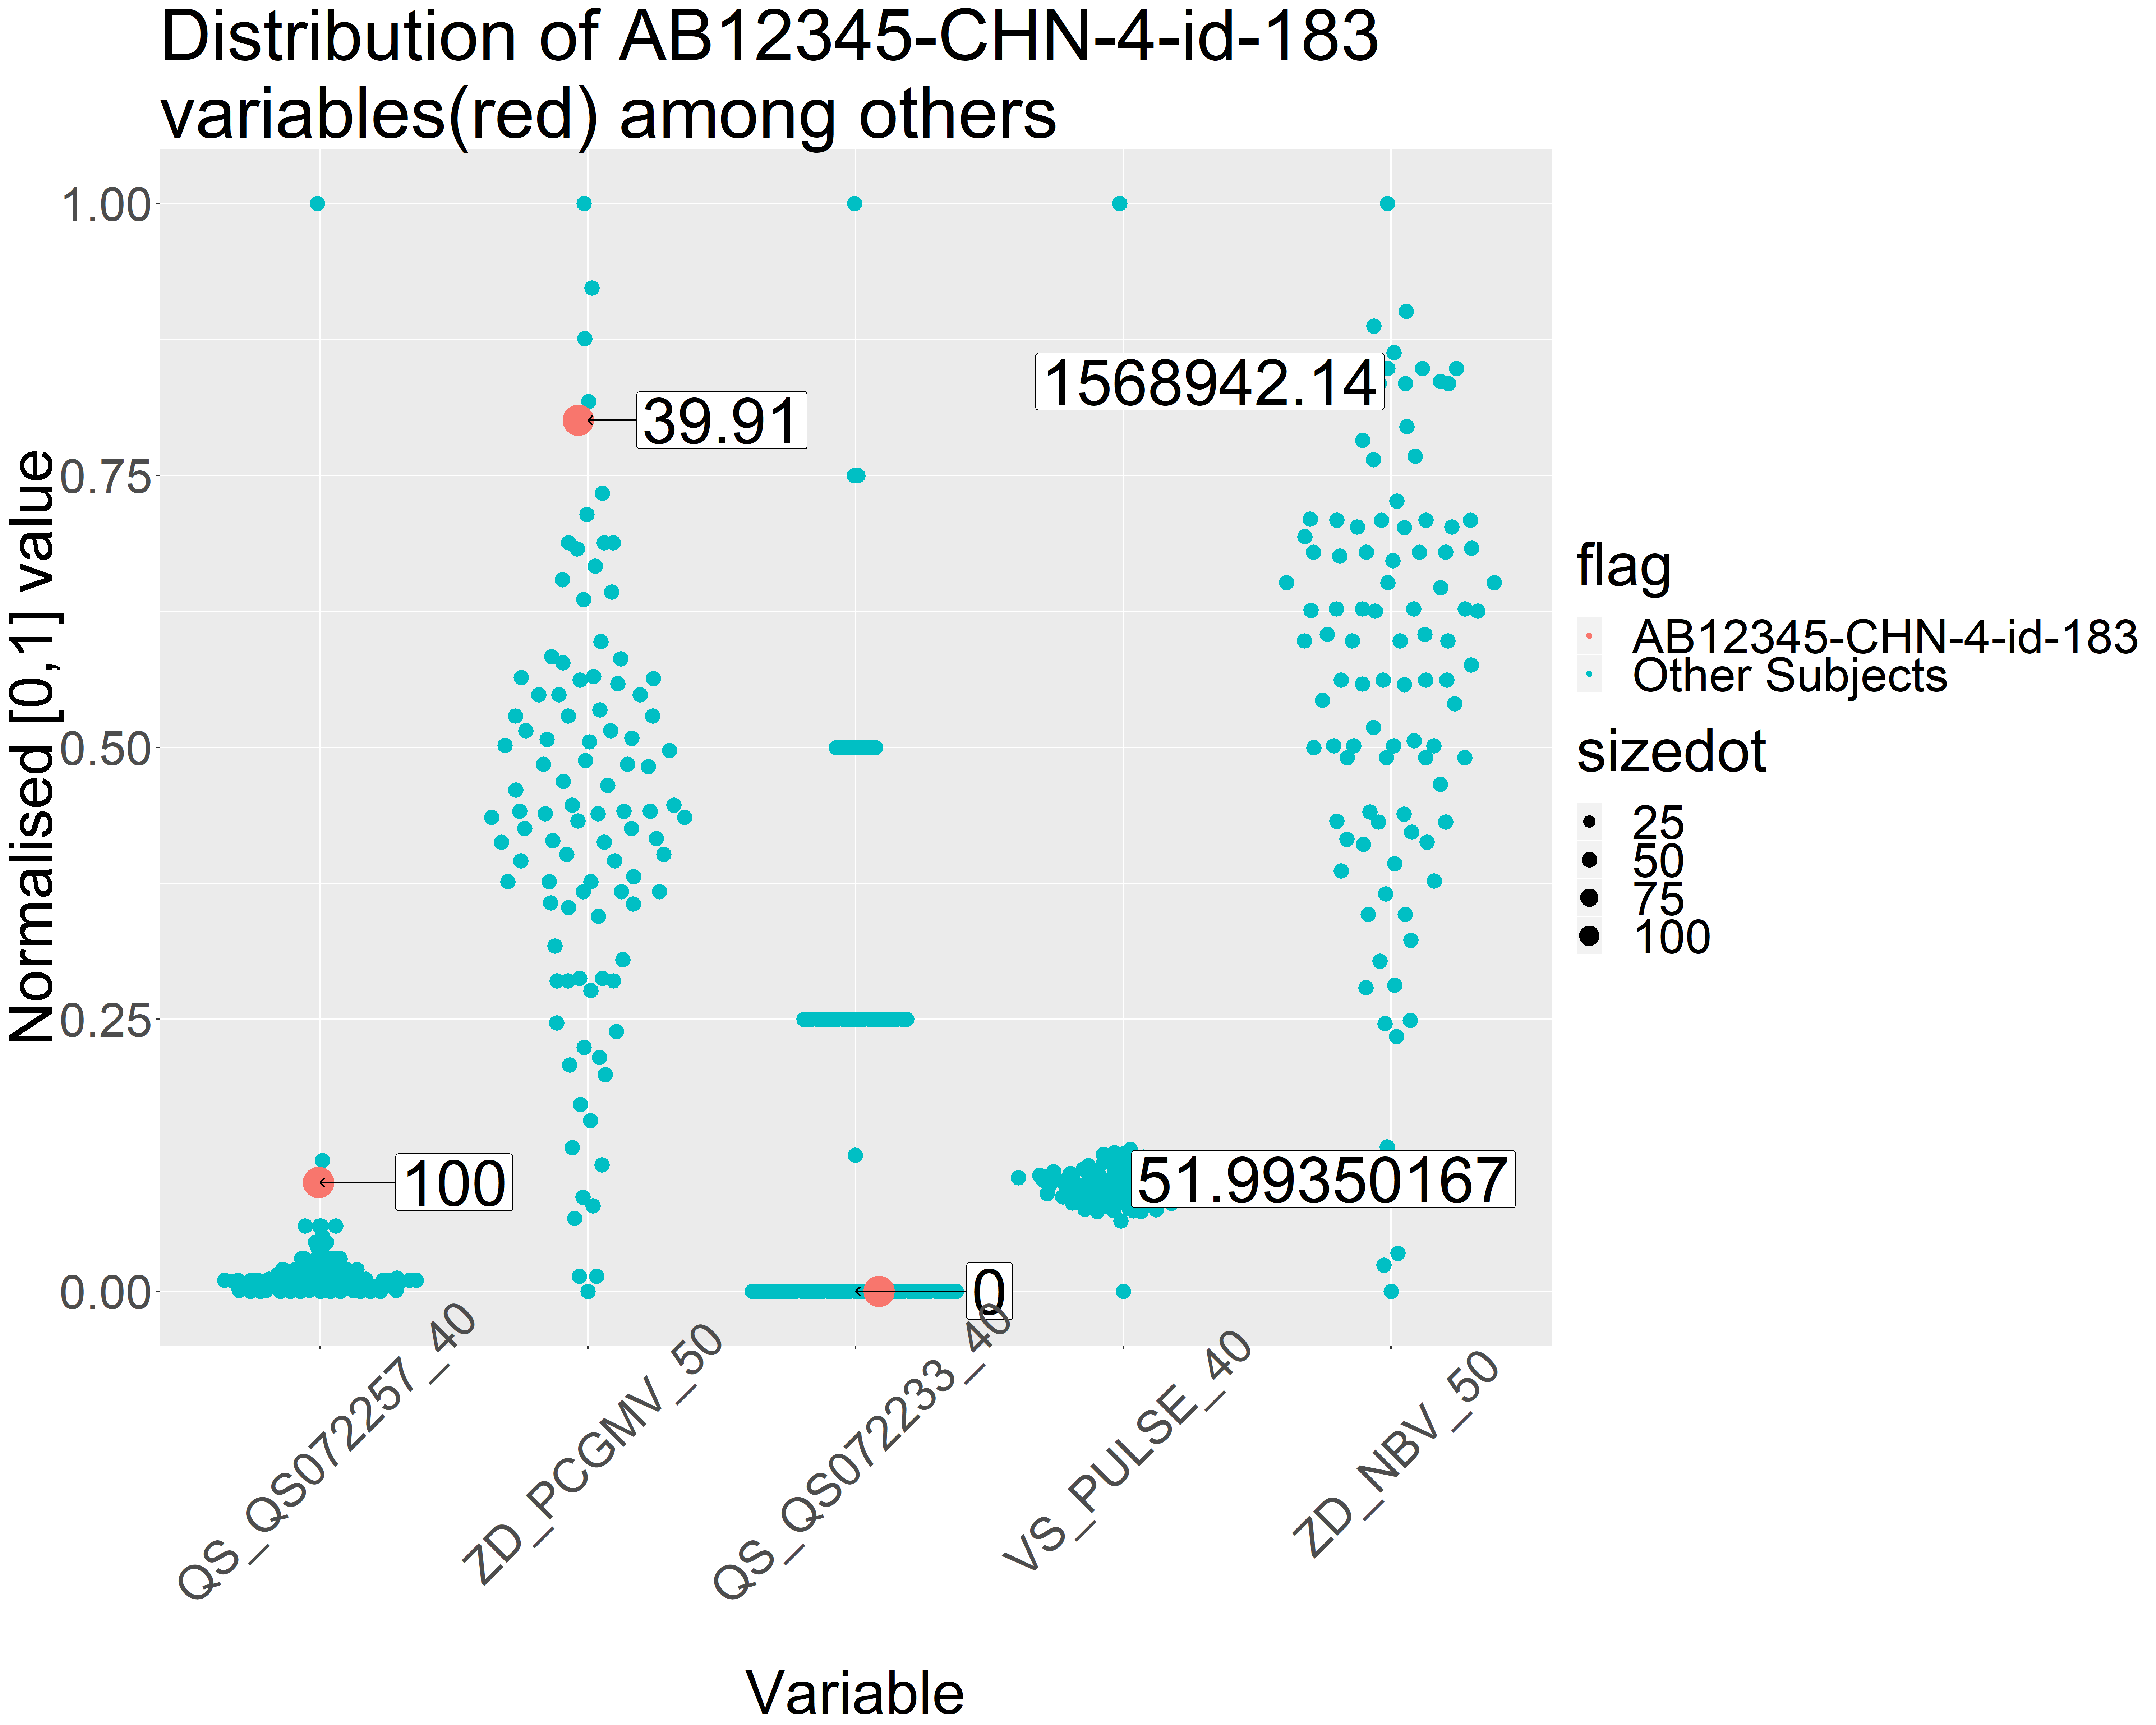 Distribution of AB12345-CHN-4-id-183
variables(red) among others
Normalised [0,1] value
1.00
0.75
0.50
0.25
0.00
1568942.14
39.91
100
51.99350167
0
QS_QS072257_40
ZD_PCGMV_50
QS_QS072233_40
VS_PULSE_40
ZD_NBV_50
Variable
flag
AB12345-CHN-4-id-183
Other Subjects
sizedot
25
50
75
100